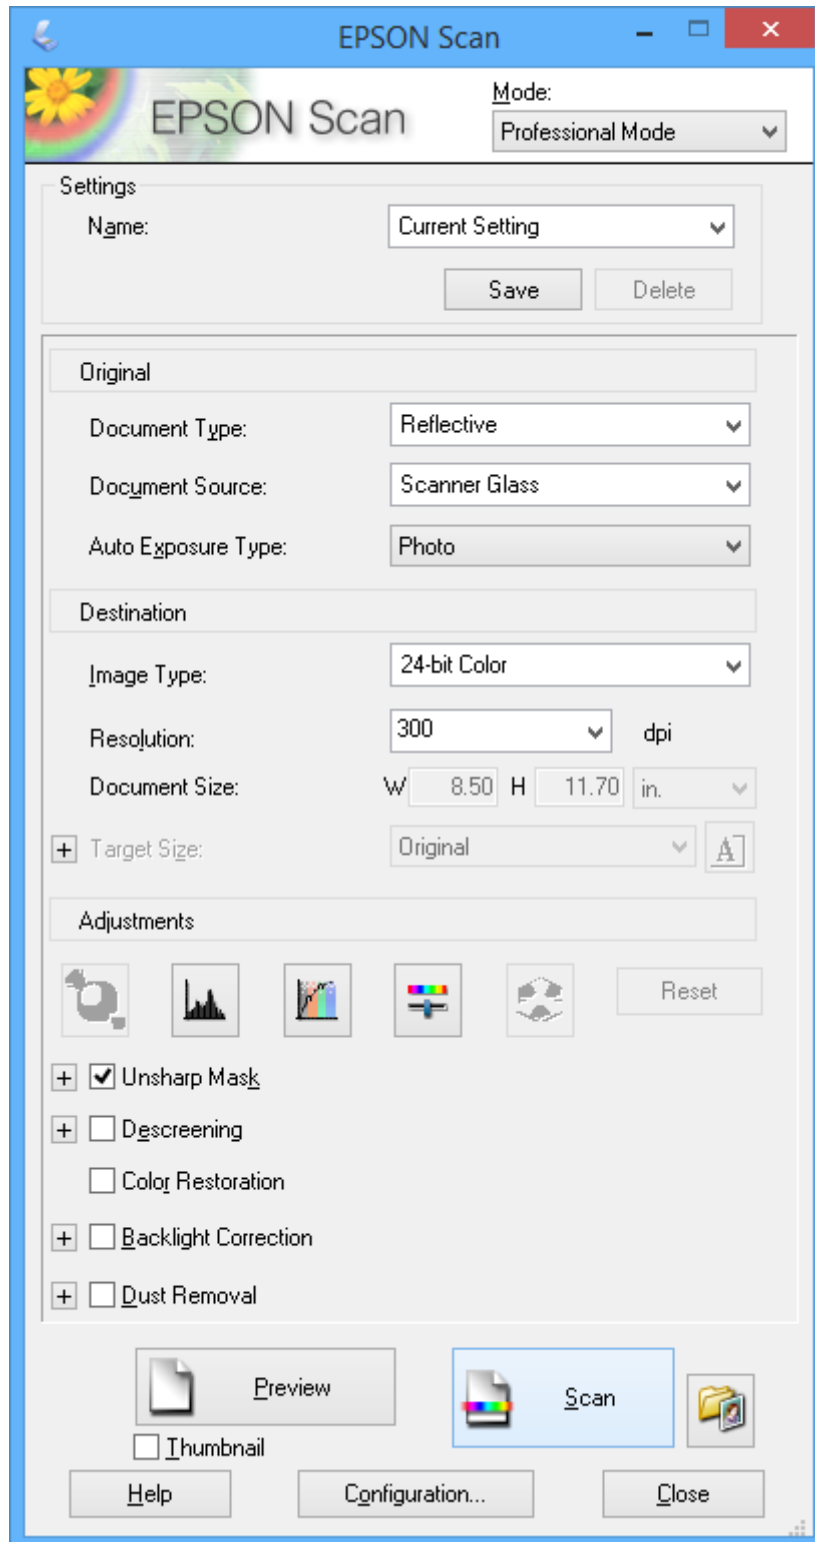 EPSON Scan
EPSON Scan
Mode:
Professional Mode
Settings
Name:
Current Setting
Save Delete
Original
Document Type: Reflective
Document Source: Scanner Glass
Auto Exposure Type: Photo
Destination
Image Type: 24-bit Color
Resolution: 300 dpi
Document Size: W 8.50 H 11.70 in.
+ Target Size: Original A
Adjustments
Reset
+ Unsharp Mask
+ Descreening
Color Restoration
+ Backlight Correction
+ Dust Removal
Preview Scan
Thumbnail
Help Configuration... Close